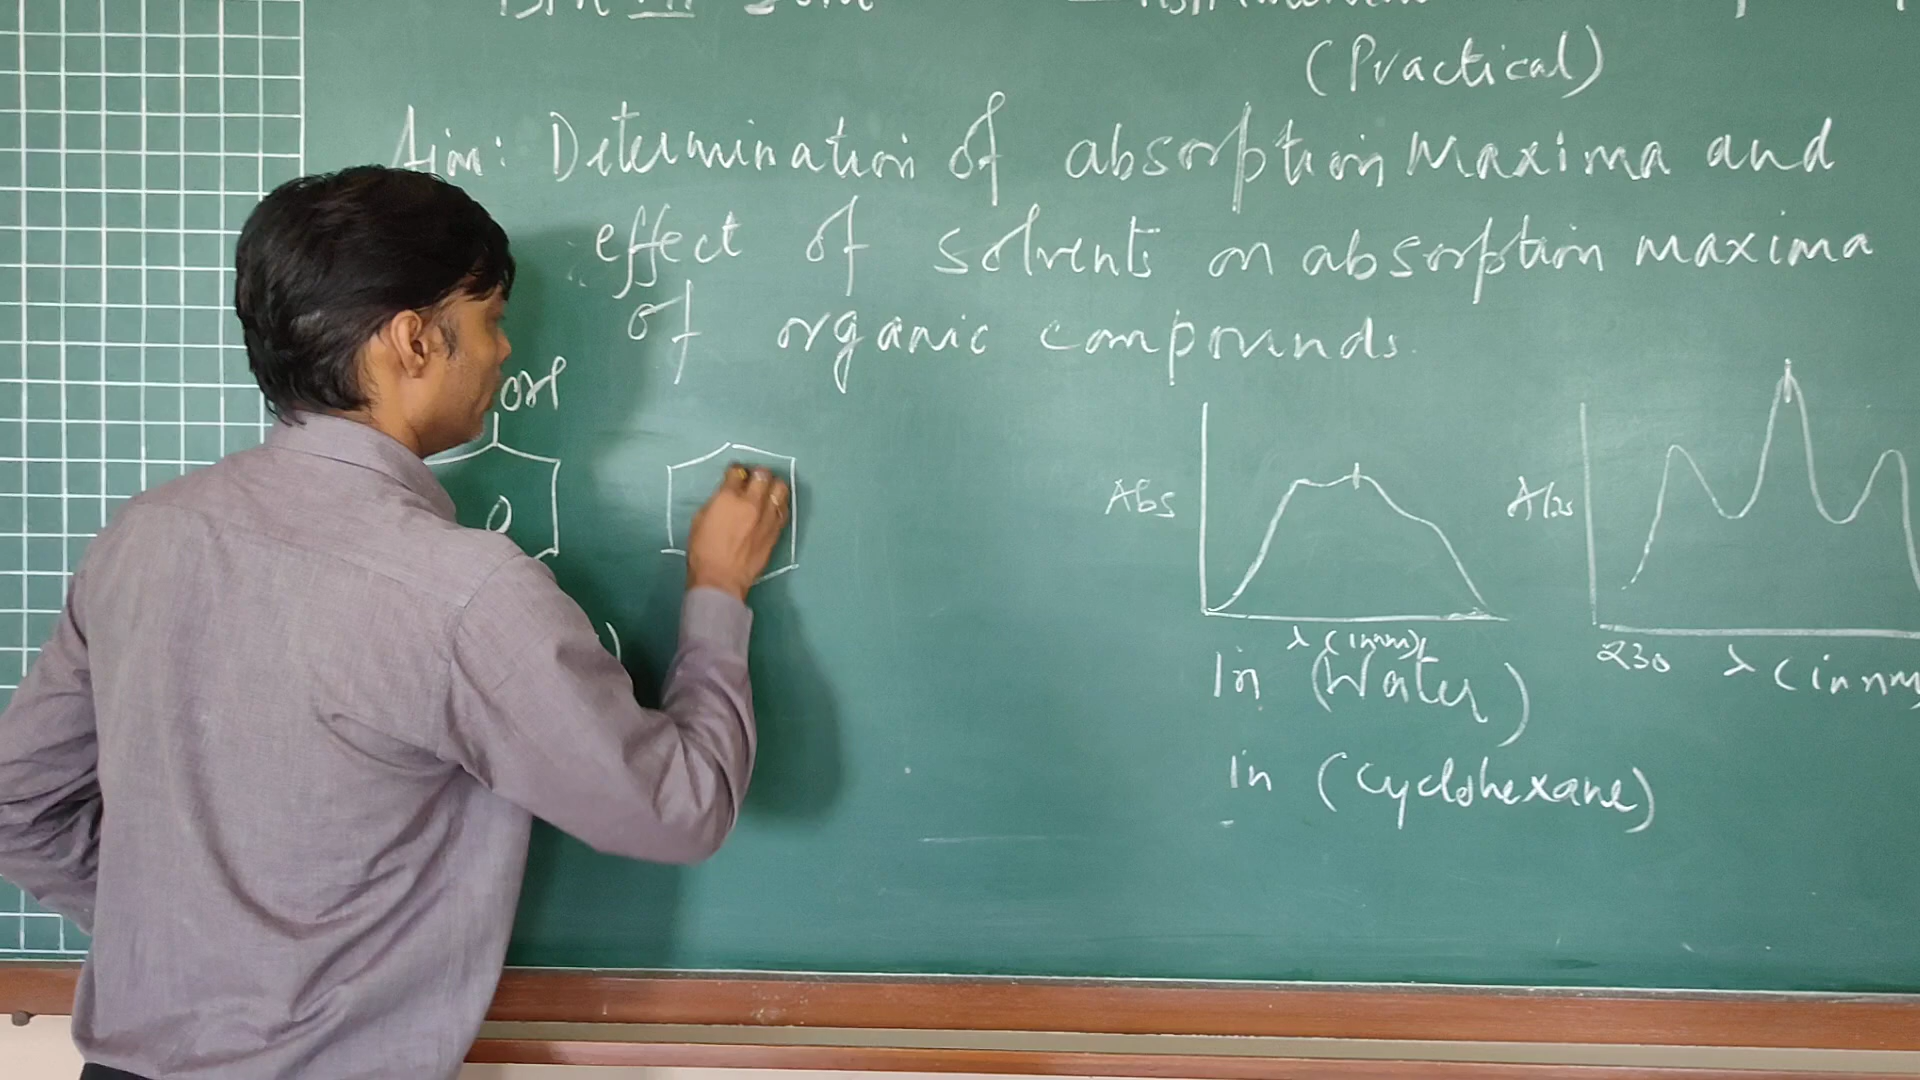 (Practical)
Aim: Determination of absorption Maxima and
effect of solvents on absorption maxima
of organic compounds.
OH
Abs
Abs
λ (in nm)
230 λ (in nm)
In (Water)
In (Cyclohexane)